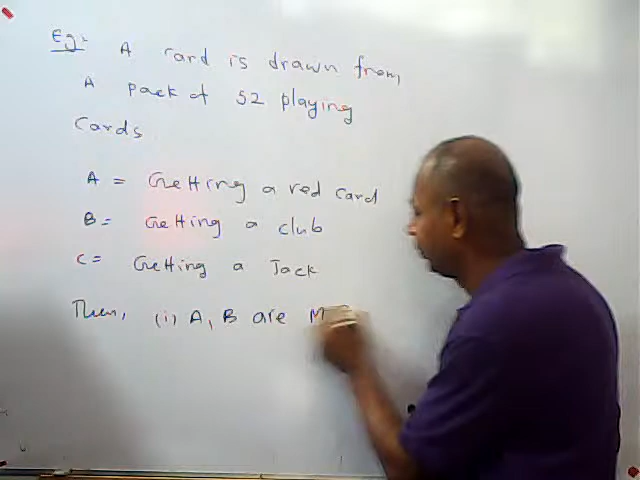 Eg:- A card is drawn from,
A pack of 52 playing
Cards
A = Getting a red card
B= Getting a club
C= Getting a Jack
Then, (i) A, B are M